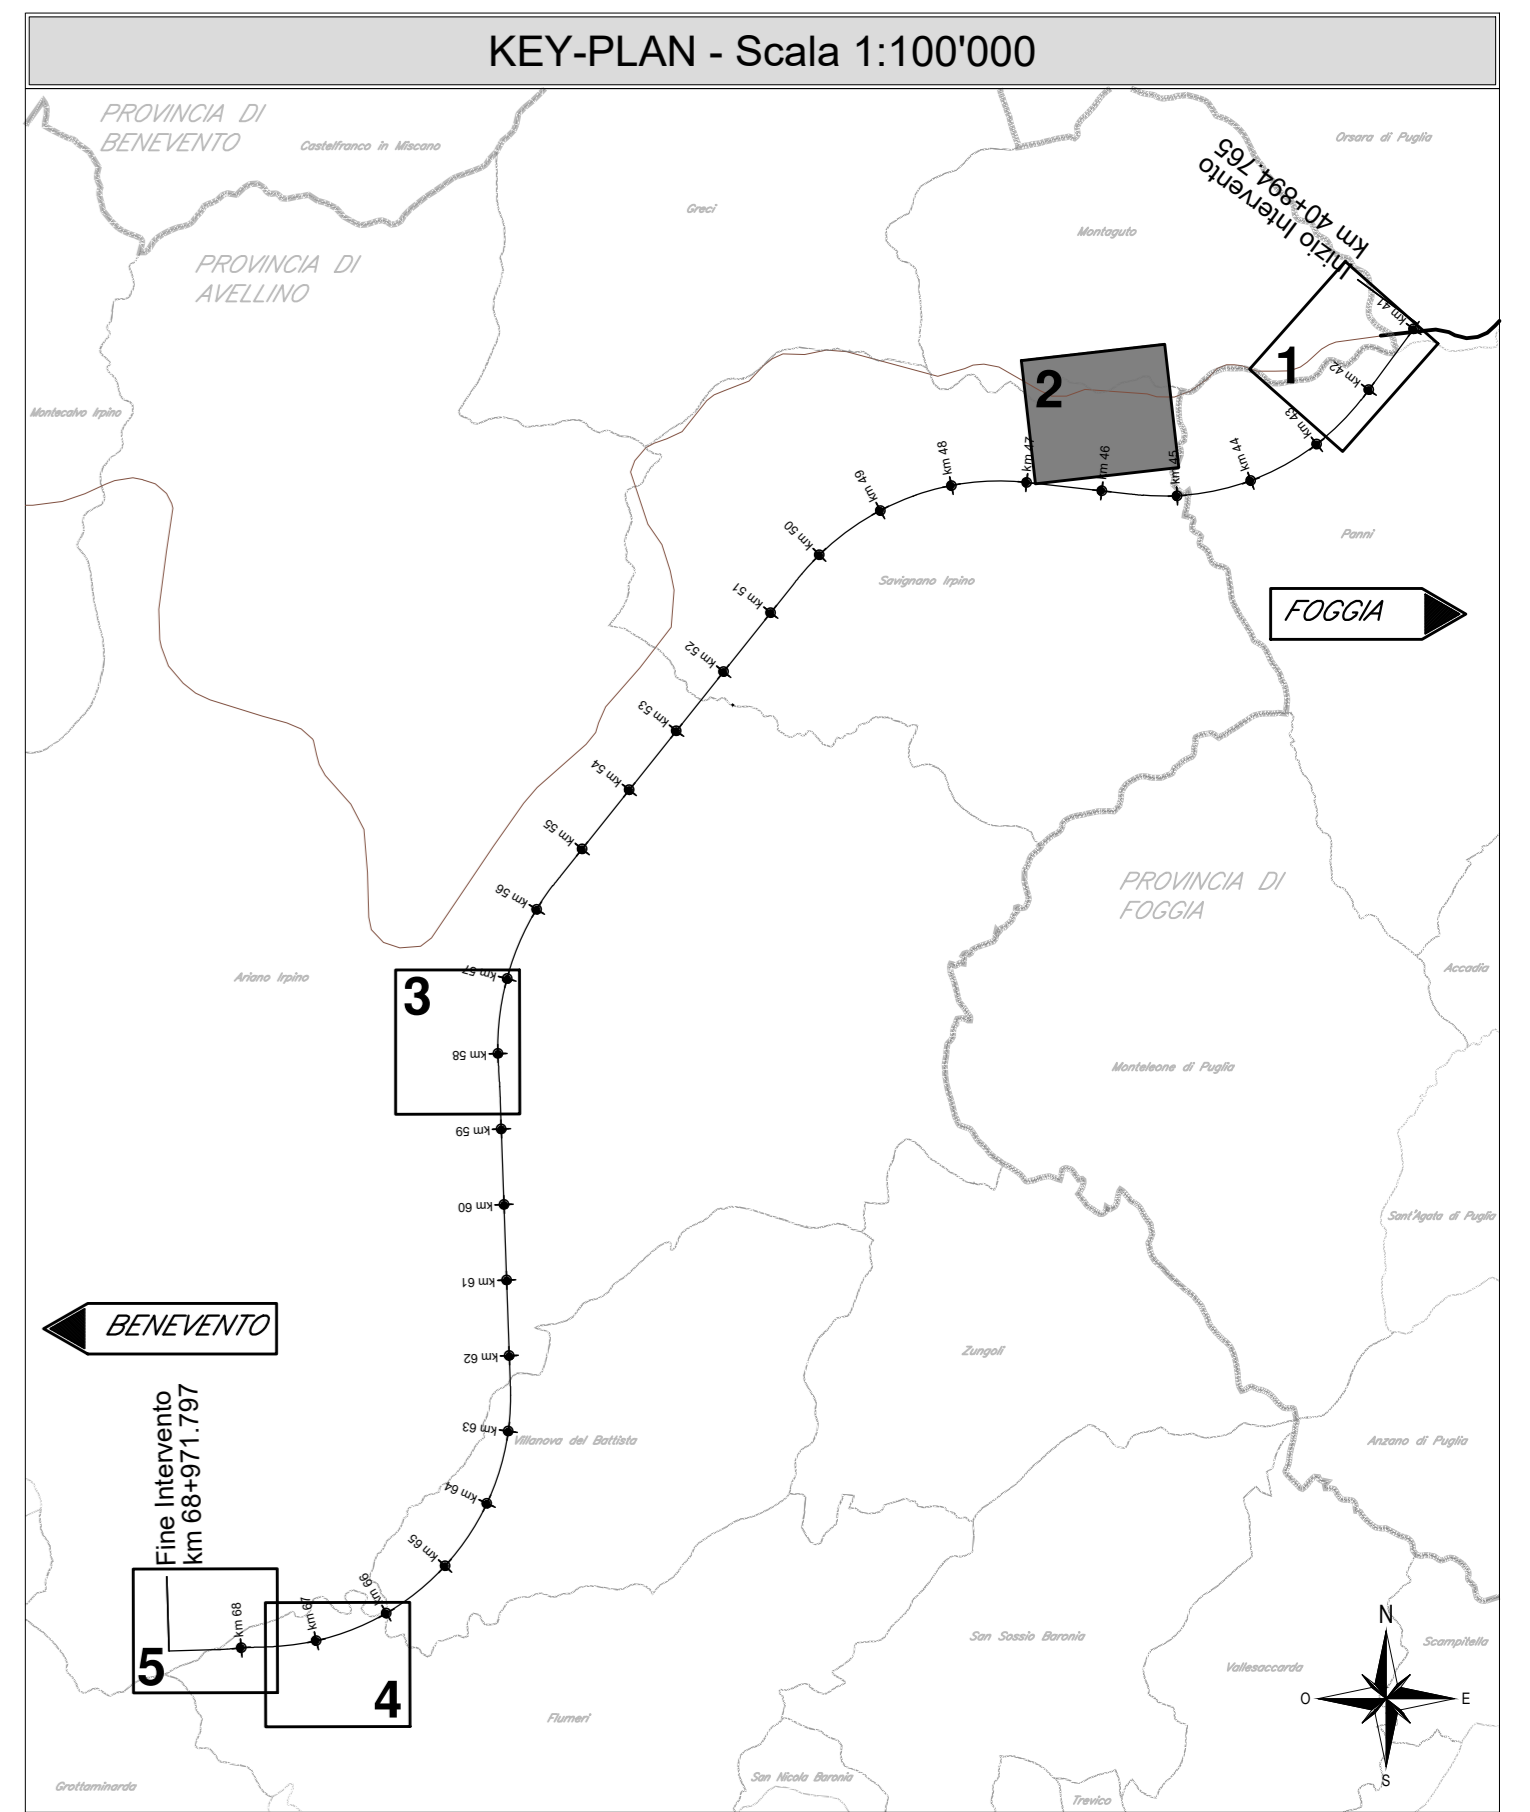 KEY-PLAN - Scala 1:100'000
PROVINCIA DI
BENEVENTO
Castelfranco in Miscano
Orsara di Puglia
Greci
Montaguto
Inizio Intervento
km 40+894.765
PROVINCIA DI
AVELLINO
km 41
1
km 42
2
Montecalvo Irpino
km 43
km 44
km 45
km 46
km 47
km 48
km 49
km 50
Panni
Savignano Irpino
km 51
FOGGIA
km 52
km 53
km 54
km 55
km 56
PROVINCIA DI
FOGGIA
Ariano Irpino
km 57
Accadia
3
km 58
Monteleone di Puglia
km 59
km 60
Sant'Agata di Puglia
km 61
BENEVENTO
km 62
Zungoli
Fine Intervento
km 68+971.797
km 63
Villanova del Battista
Anzano di Puglia
km 64
km 65
km 66
km 67
km 68
N
San Sossio Baronia
Scampitella
Vallesaccarda
5
4
O
E
Flumeri
S
Grottaminarda
San Nicola Baronia
Trevico